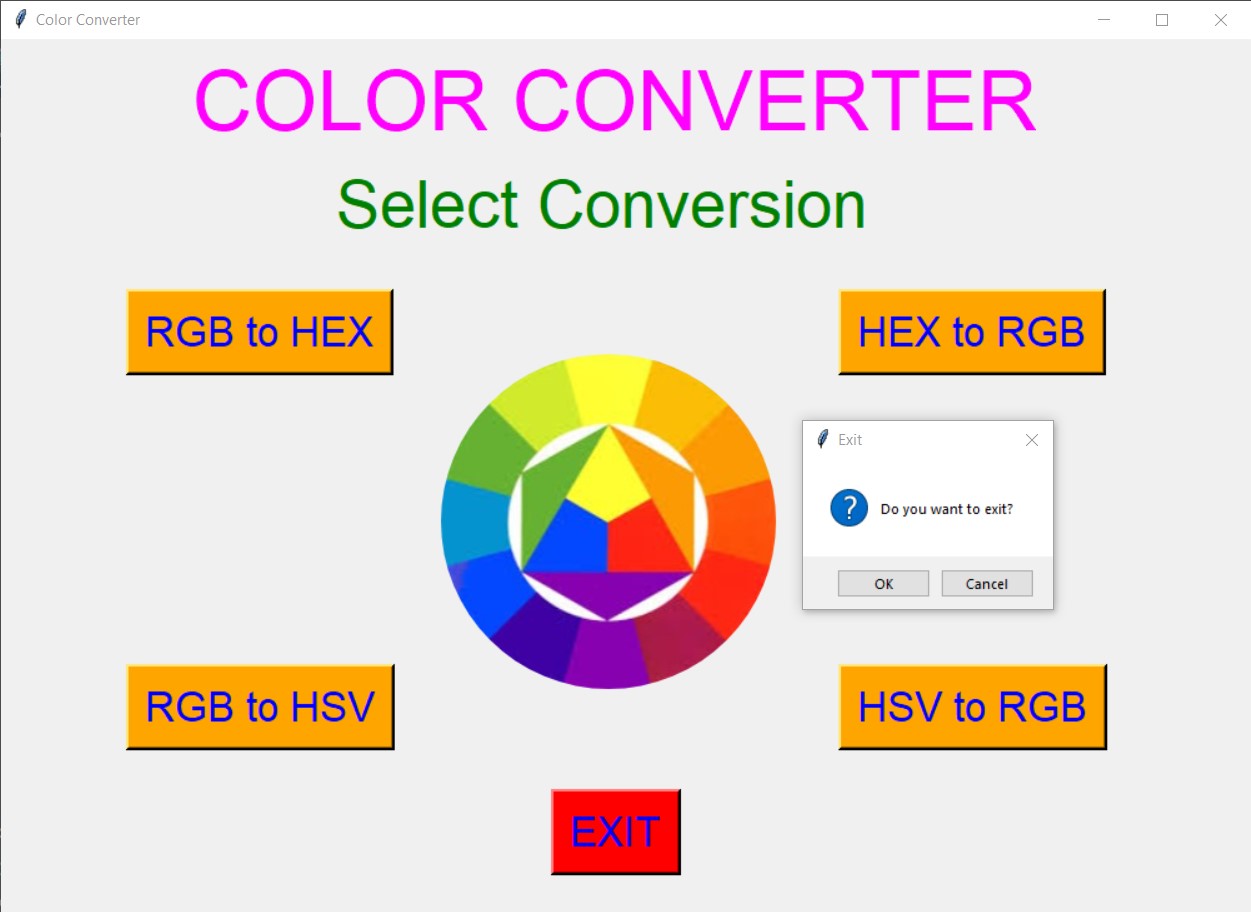 Color Converter
COLOR CONVERTER
Select Conversion
RGB to HEX
HEX to RGB
Exit
? Do you want to exit?
OK Cancel
RGB to HSV
HSV to RGB
EXIT